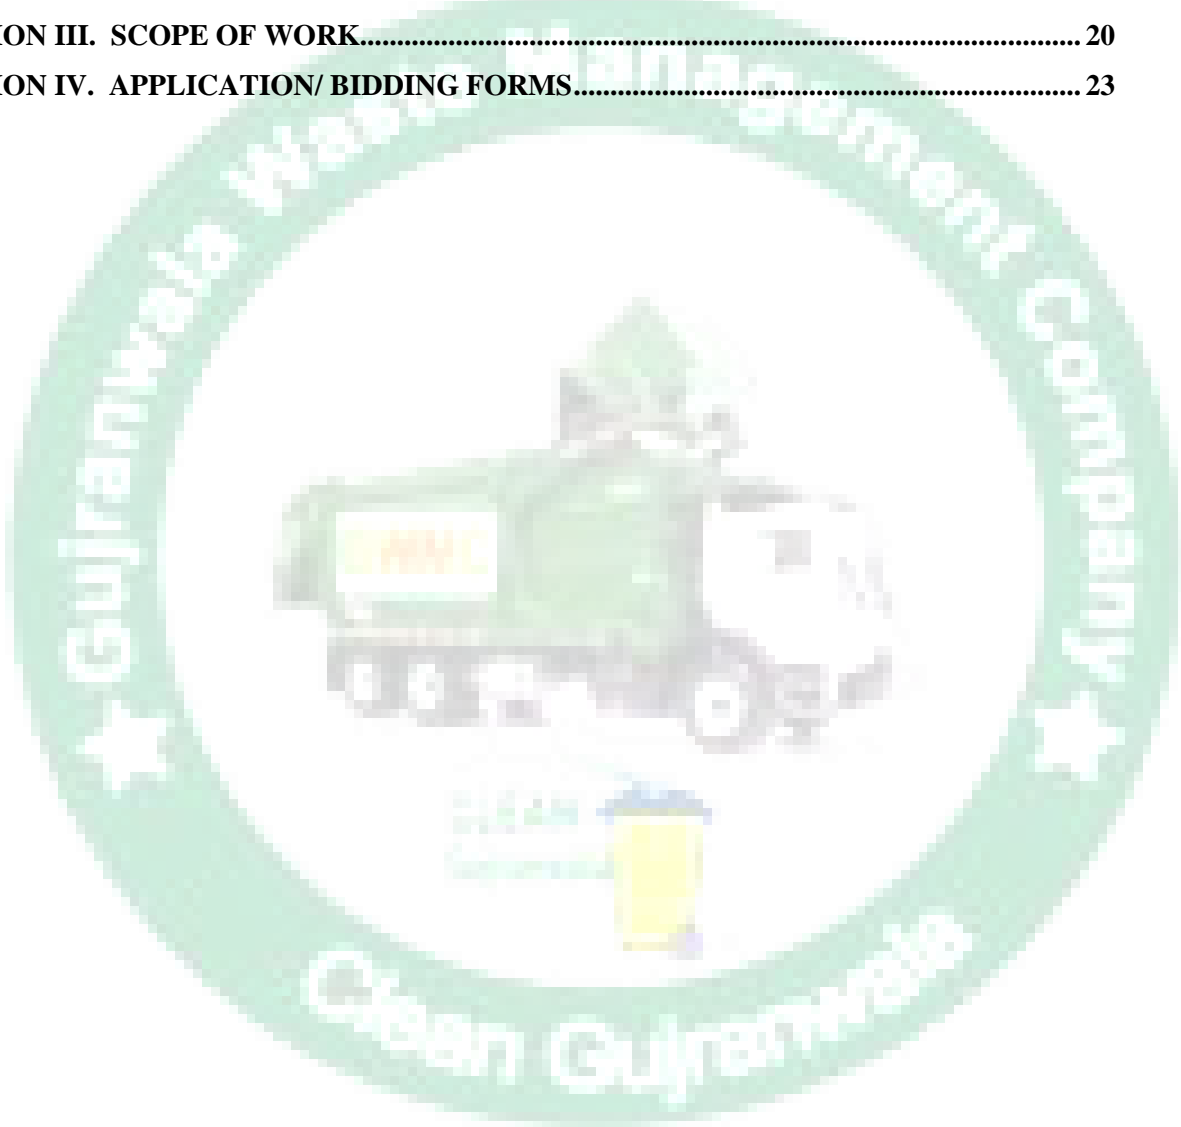 ION III. SCOPE OF WORK.......... 20
ION IV. APPLICATION/ BIDDING FORMS.......... 23
Gujranwala Waste Management Company
GWMC
CLEAN
Clean Gujranwala